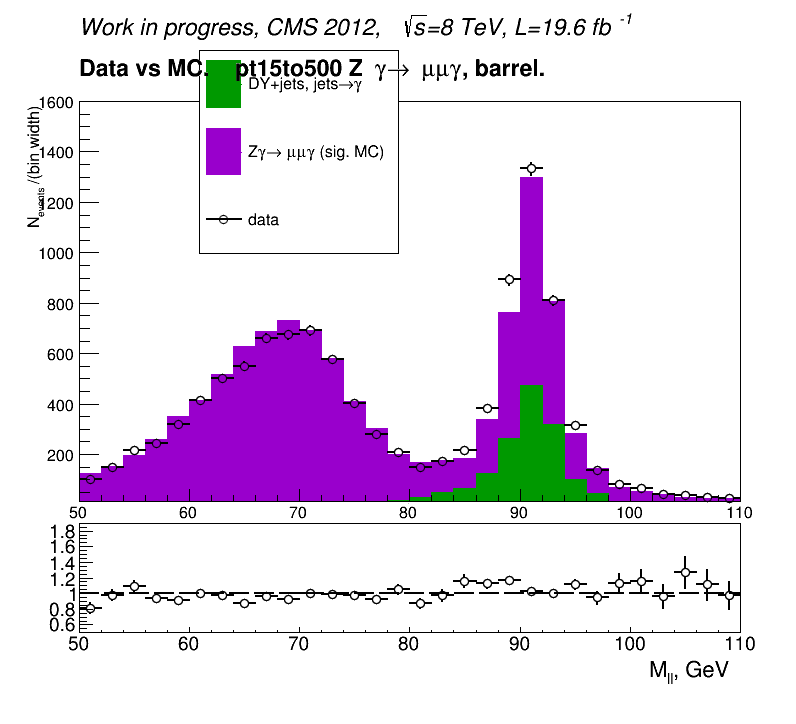 Work in progress, CMS 2012, √s=8 TeV, L=19.6 fb⁻¹
Data vs MC. pt15to500 Z γ→ μμγ, barrel.
DY+jets, jets→γ
Zγ→ μμγ (sig. MC)
data
N_events/(bin width)
1600
1400
1200
1000
800
600
400
200
50 60 70 80 90 100 110
1.8
1.6
1.4
1.2
1
0.8
0.6
50 60 70 80 90 100 110
M_ll, GeV